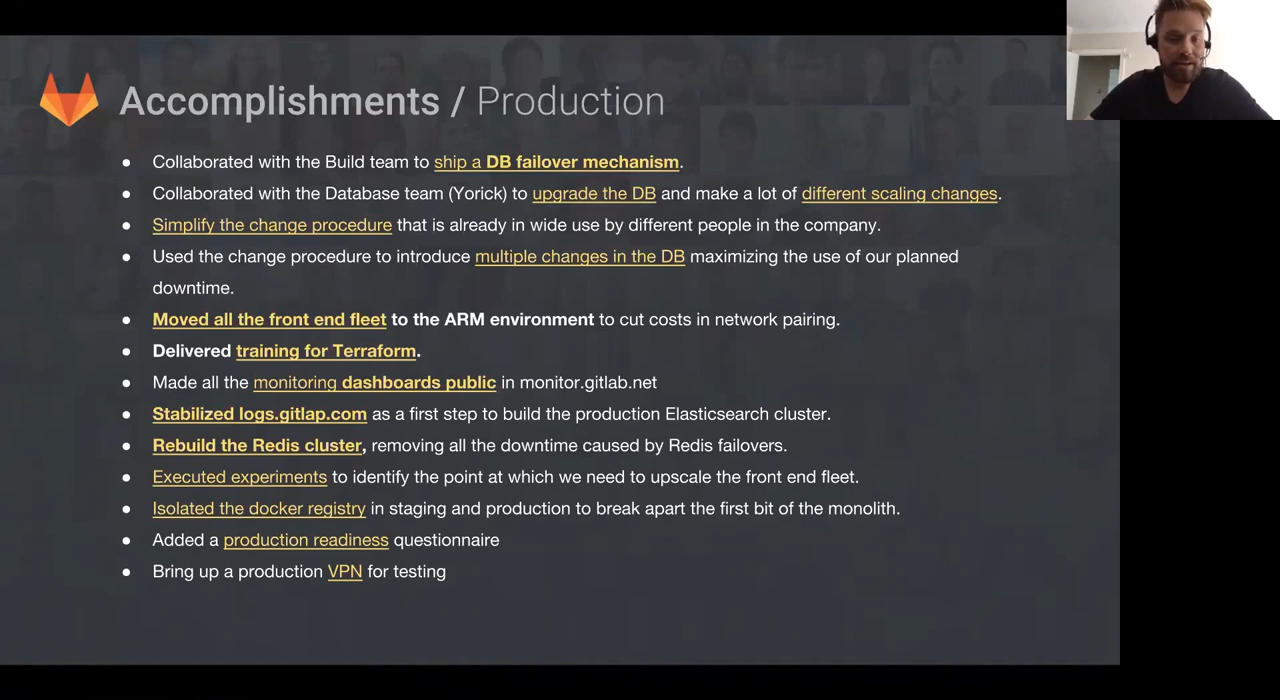 Accomplishments / Production
● Collaborated with the Build team to ship a DB failover mechanism.
● Collaborated with the Database team (Yorick) to upgrade the DB and make a lot of different scaling changes.
● Simplify the change procedure that is already in wide use by different people in the company.
● Used the change procedure to introduce multiple changes in the DB maximizing the use of our planned
downtime.
● Moved all the front end fleet to the ARM environment to cut costs in network pairing.
● Delivered training for Terraform.
● Made all the monitoring dashboards public in monitor.gitlab.net
● Stabilized logs.gitlap.com as a first step to build the production Elasticsearch cluster.
● Rebuild the Redis cluster, removing all the downtime caused by Redis failovers.
● Executed experiments to identify the point at which we need to upscale the front end fleet.
● Isolated the docker registry in staging and production to break apart the first bit of the monolith.
● Added a production readiness questionnaire
● Bring up a production VPN for testing